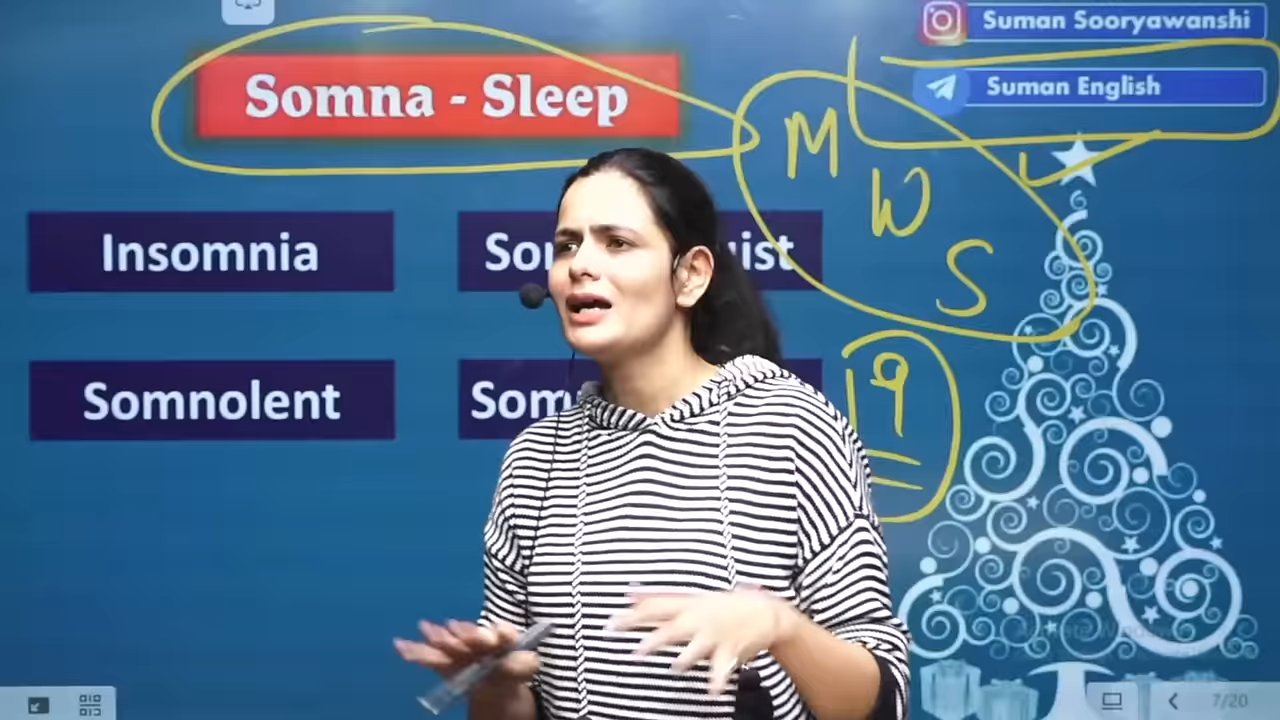 Suman Sooryawanshi
Somna - Sleep
Suman English
M
W
S
Insomnia
Somnolent
19
7/20